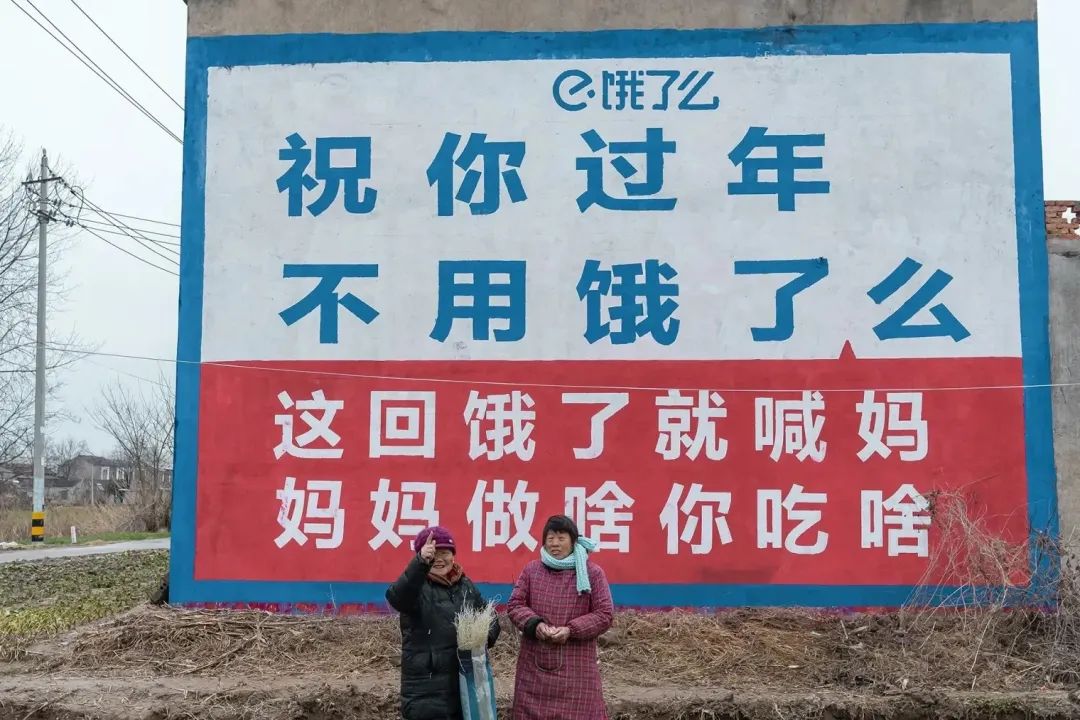 e 饿了么
祝你过年
不用饿了么
这回饿了就喊妈
妈妈做啥你吃啥